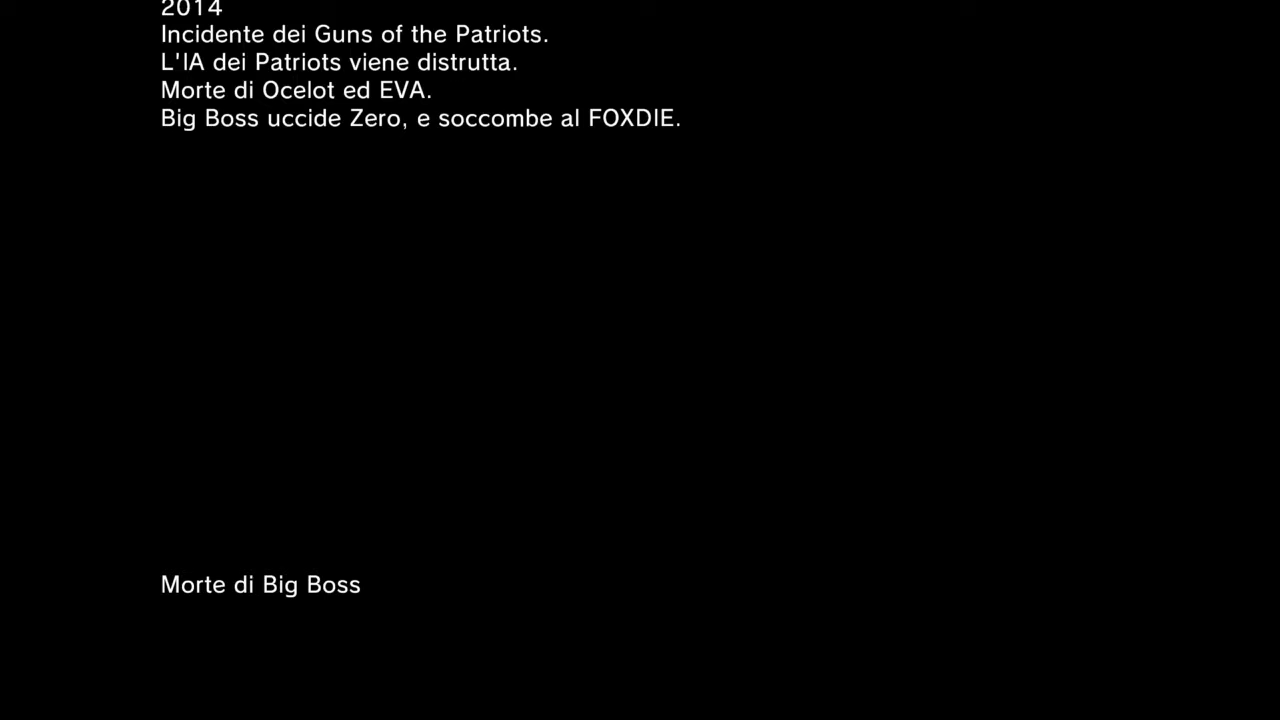 2014
Incidente dei Guns of the Patriots.
L'IA dei Patriots viene distrutta.
Morte di Ocelot ed EVA.
Big Boss uccide Zero, e soccombe al FOXDIE.
Morte di Big Boss